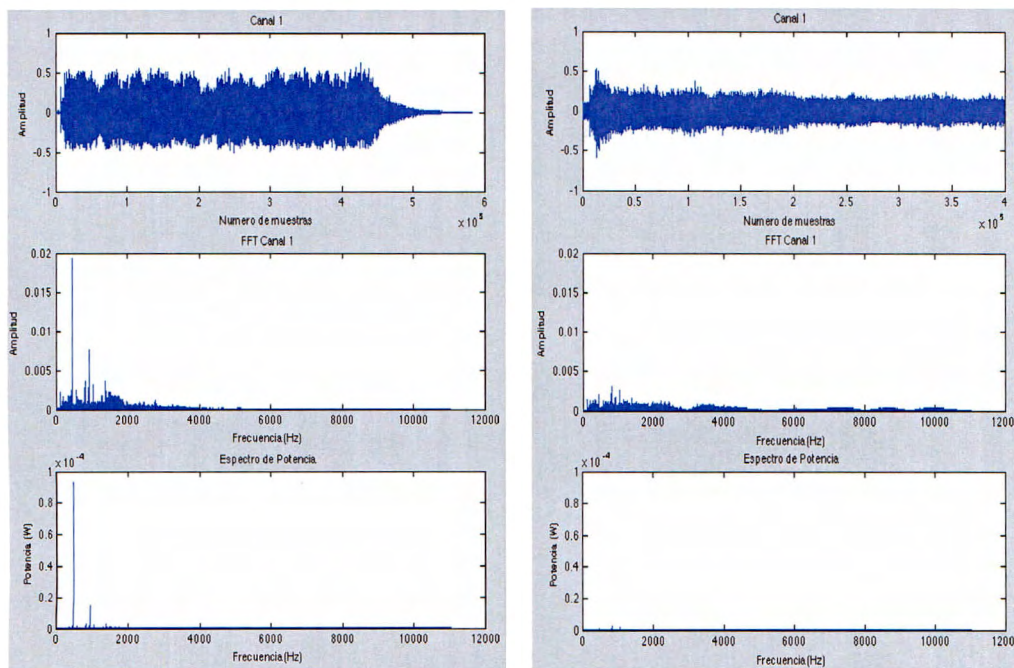 Canal 1
1
0.5
0
-0.5
-1
Amplitud
0 1 2 3 4 5 6
Numero de muestras
x 10^5
FFT Canal 1
0.02
0.015
0.01
0.005
0
Amplitud
0 2000 4000 6000 8000 10000 12000
Frecuencia(Hz)
Espectro de Potencia
x 10^-4
1
0.8
0.6
0.4
0.2
0
Potencia (W)
0 2000 4000 6000 8000 10000 12000
Frecuencia(Hz)
Canal 1
1
0.5
0
-0.5
-1
Amplitud
0 0.5 1 1.5 2 2.5 3 3.5 4
Numero de muestras
x 10^5
FFT Canal 1
0.02
0.015
0.01
0.005
0
Amplitud
0 2000 4000 6000 8000 10000 12000
Frecuencia(Hz)
Espectro de Potencia
x 10^-4
1
0.8
0.6
0.4
0.2
0
Potencia (W)
0 2000 4000 6000 8000 10000 12000
Frecuencia(Hz)